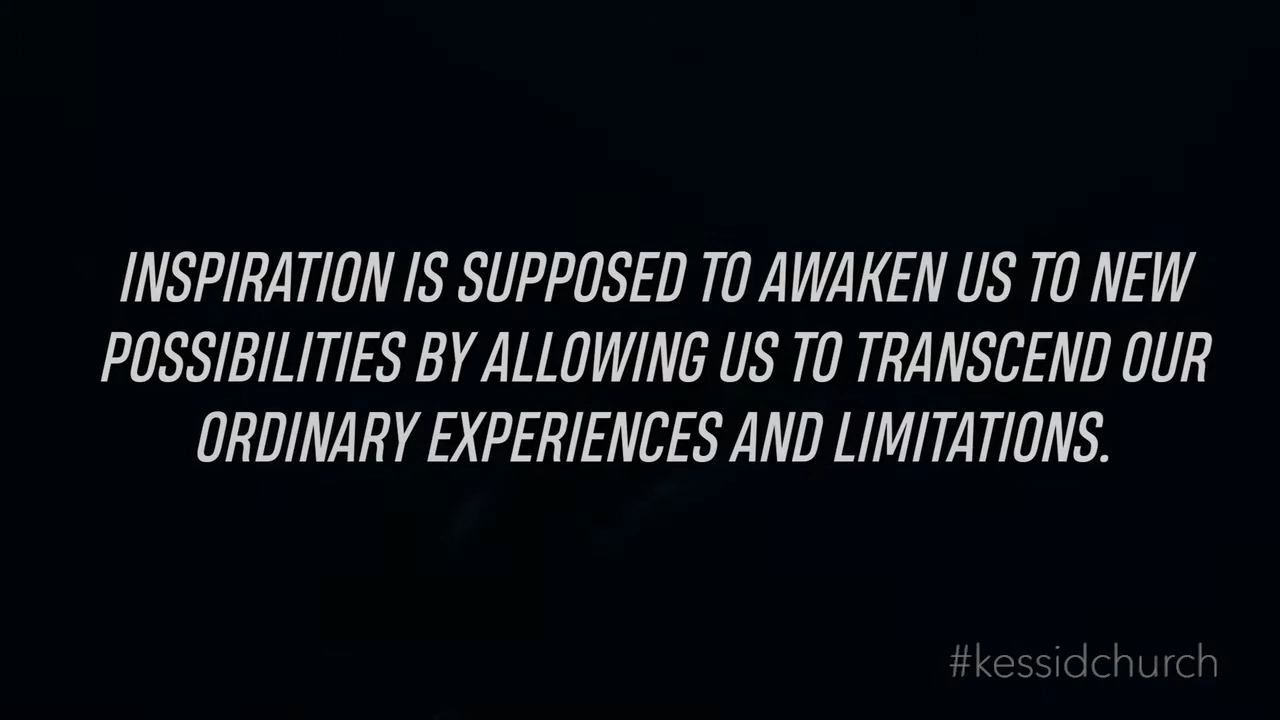 INSPIRATION IS SUPPOSED TO AWAKEN US TO NEW
POSSIBILITIES BY ALLOWING US TO TRANSCEND OUR
ORDINARY EXPERIENCES AND LIMITATIONS.
#kessidchurch